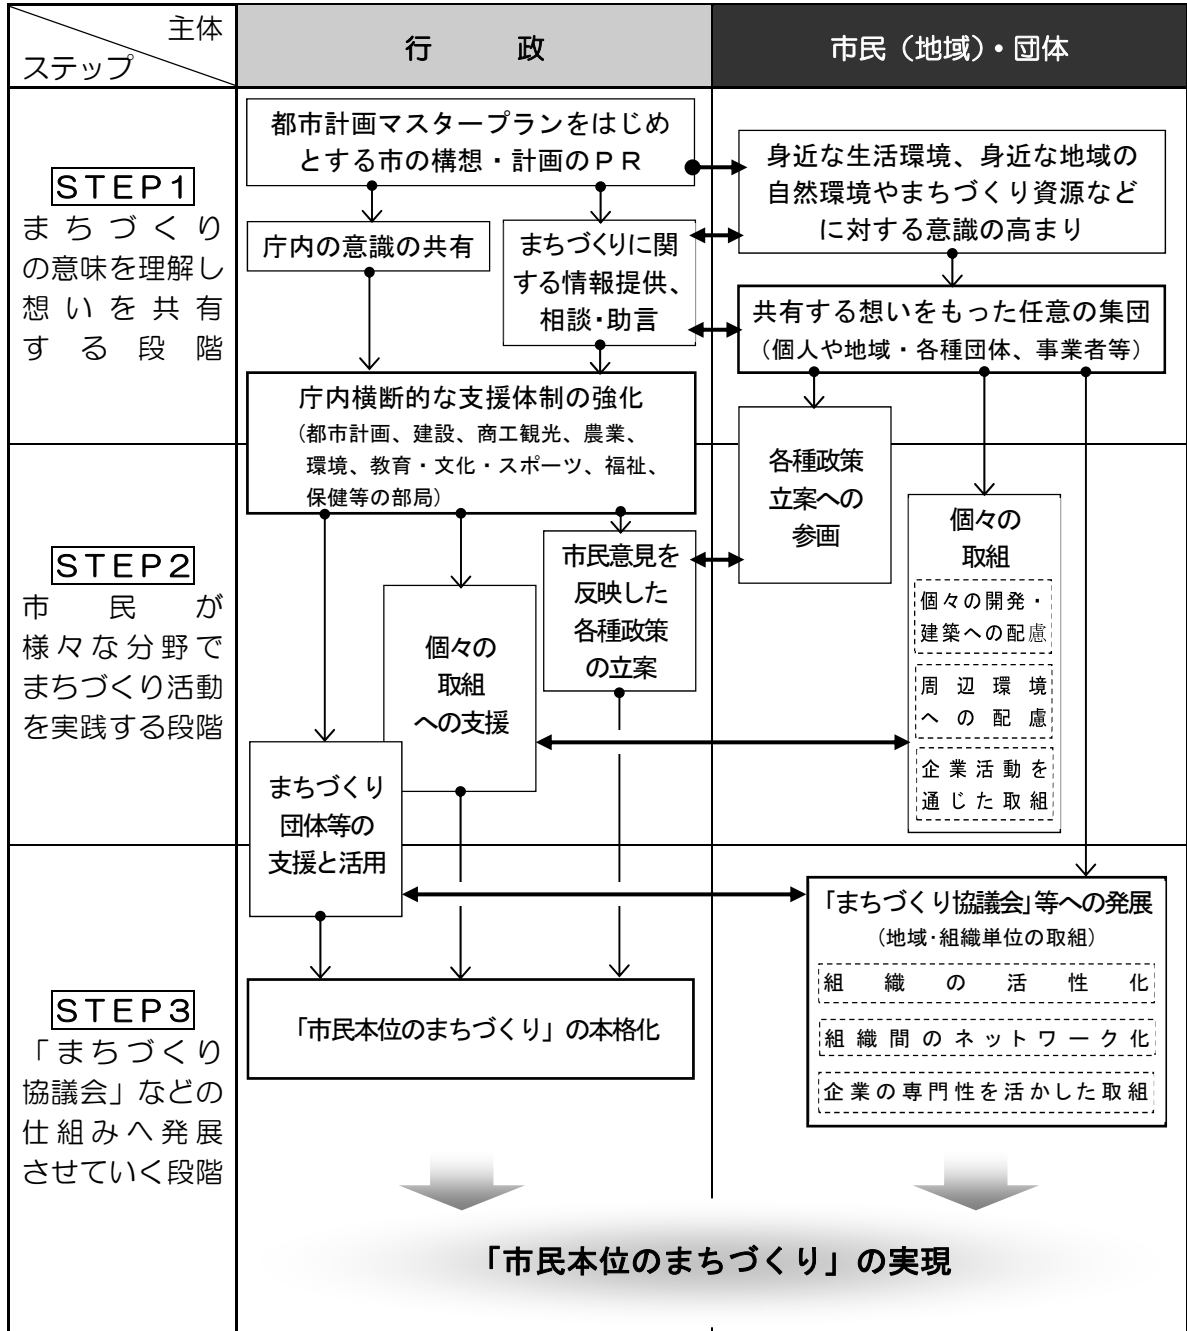 主体
ステップ
行政
市民（地域）・団体
STEP1
まちづくり
の意味を理解し
想いを共有
する段階
都市計画マスタープランをはじめ
とする市の構想・計画のＰＲ
庁内の意識の共有
まちづくりに関
する情報提供、
相談・助言
身近な生活環境、身近な地域の
自然環境やまちづくり資源など
に対する意識の高まり
共有する想いをもった任意の集団
（個人や地域・各種団体、事業者等）
庁内横断的な支援体制の強化
（都市計画、建設、商工観光、農業、
環境、教育・文化・スポーツ、福祉、
保健等の部局）
各種政策
立案への
参画
STEP2
市民が
様々な分野で
まちづくり活動
を実践する段階
市民意見を
反映した
各種政策
の立案
個々の
取組
への支援
まちづくり
団体等の
支援と活用
個々の
取組
個々の開発・
建築への配慮
周辺環境
への配慮
企業活動を
通じた取組
STEP3
「まちづくり
協議会」などの
仕組みへ発展
させていく段階
「市民本位のまちづくり」の本格化
「まちづくり協議会」等への発展
（地域・組織単位の取組）
組織の活性化
組織間のネットワーク化
企業の専門性を活かした取組
「市民本位のまちづくり」の実現